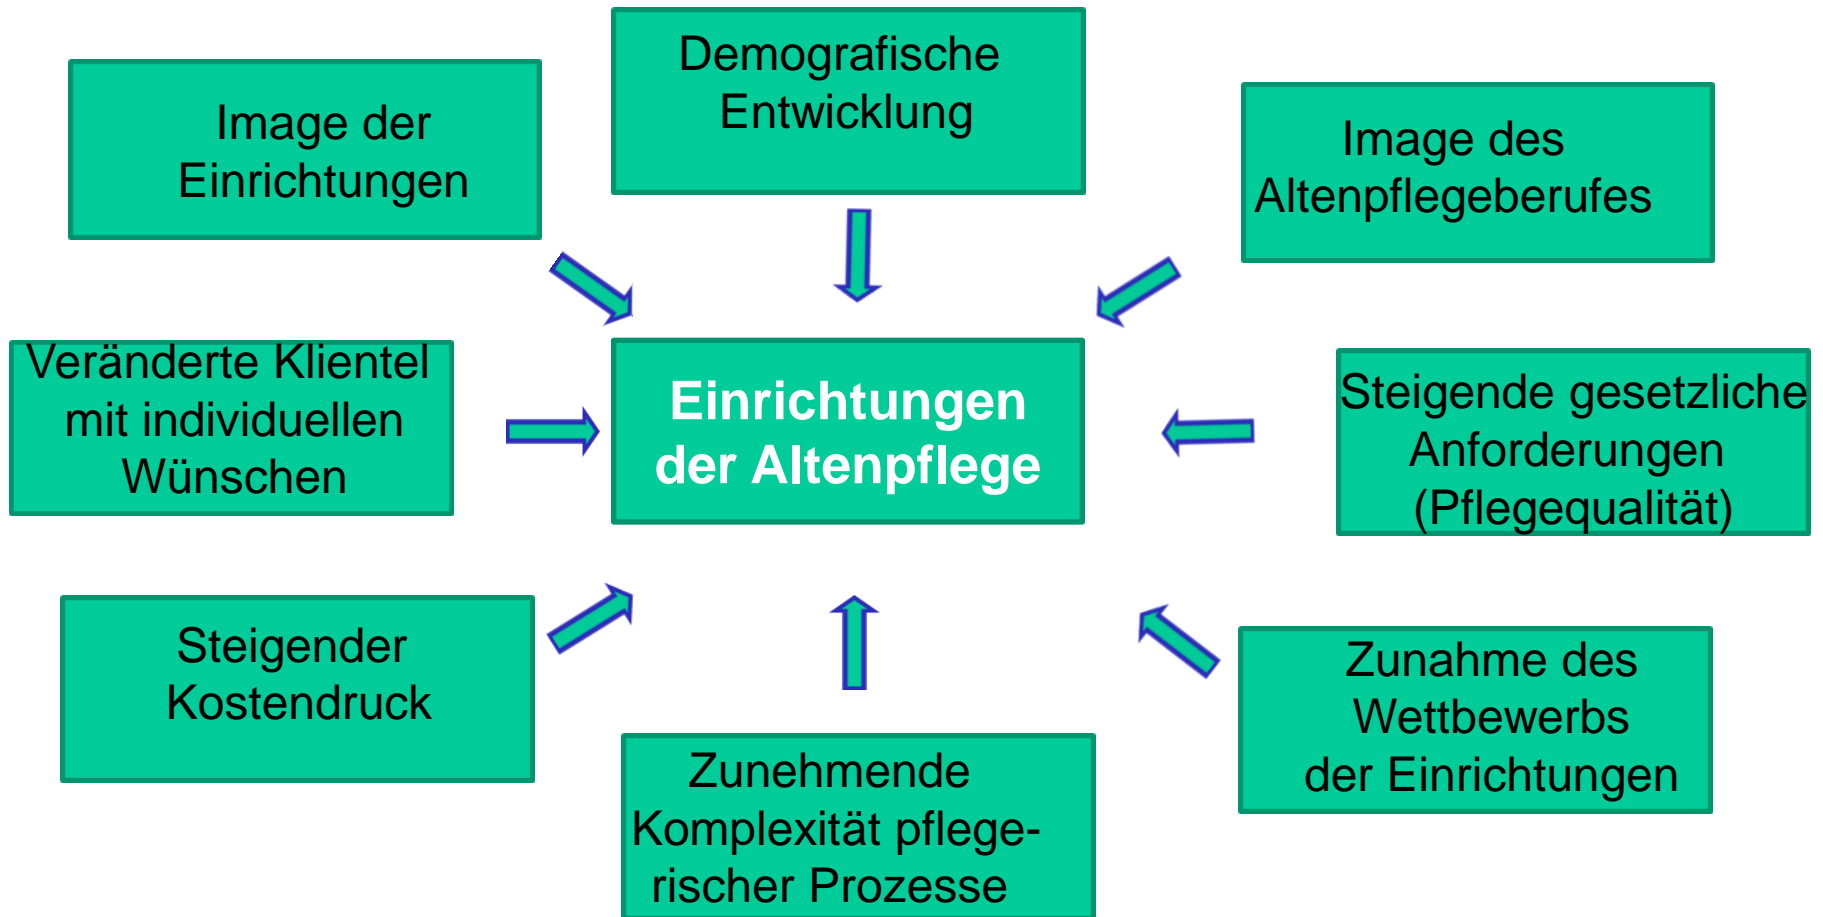 Demografische
Entwicklung
Image der
Einrichtungen
Image des
Altenpflegeberufes
Veränderte Klientel
mit individuellen
Wünschen
Einrichtungen
der Altenpflege
Steigende gesetzliche
Anforderungen
(Pflegequalität)
Steigender
Kostendruck
Zunahme des
Wettbewerbs
der Einrichtungen
Zunehmende
Komplexität pflege-
rischer Prozesse